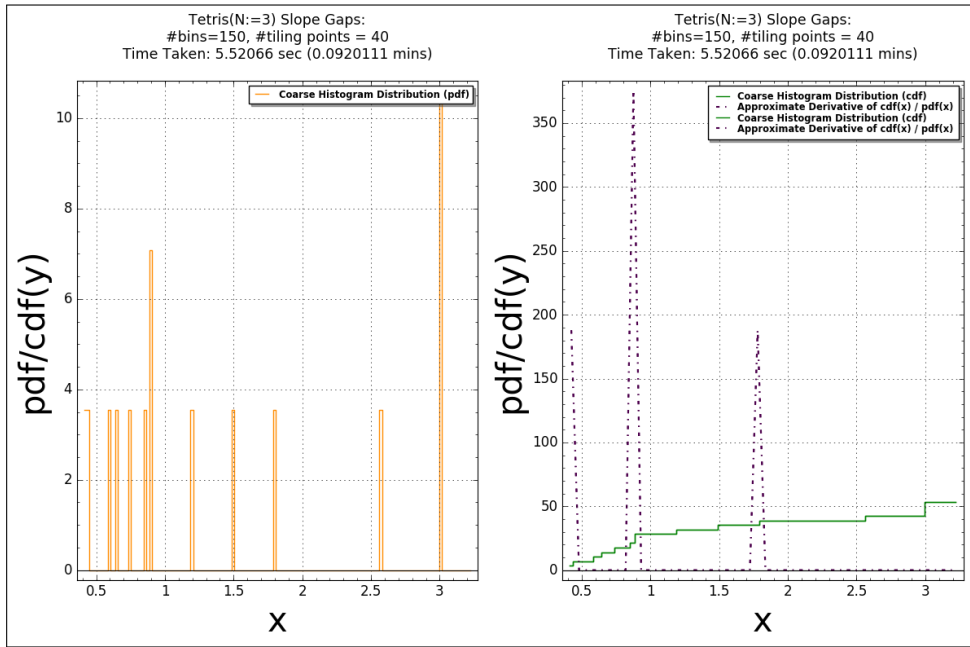 Tetris(N:=3) Slope Gaps:
#bins=150, #tiling points = 40
Time Taken: 5.52066 sec (0.0920111 mins)
Coarse Histogram Distribution (pdf)
10
8
6
4
2
0
0.5
1
1.5
2
2.5
3
pdf/cdf(y)
x
Tetris(N:=3) Slope Gaps:
#bins=150, #tiling points = 40
Time Taken: 5.52066 sec (0.0920111 mins)
Coarse Histogram Distribution (cdf)
Approximate Derivative of cdf(x) / pdf(x)
Coarse Histogram Distribution (cdf)
Approximate Derivative of cdf(x) / pdf(x)
350
300
250
200
150
100
50
0
0.5
1
1.5
2
2.5
3
pdf/cdf(y)
x